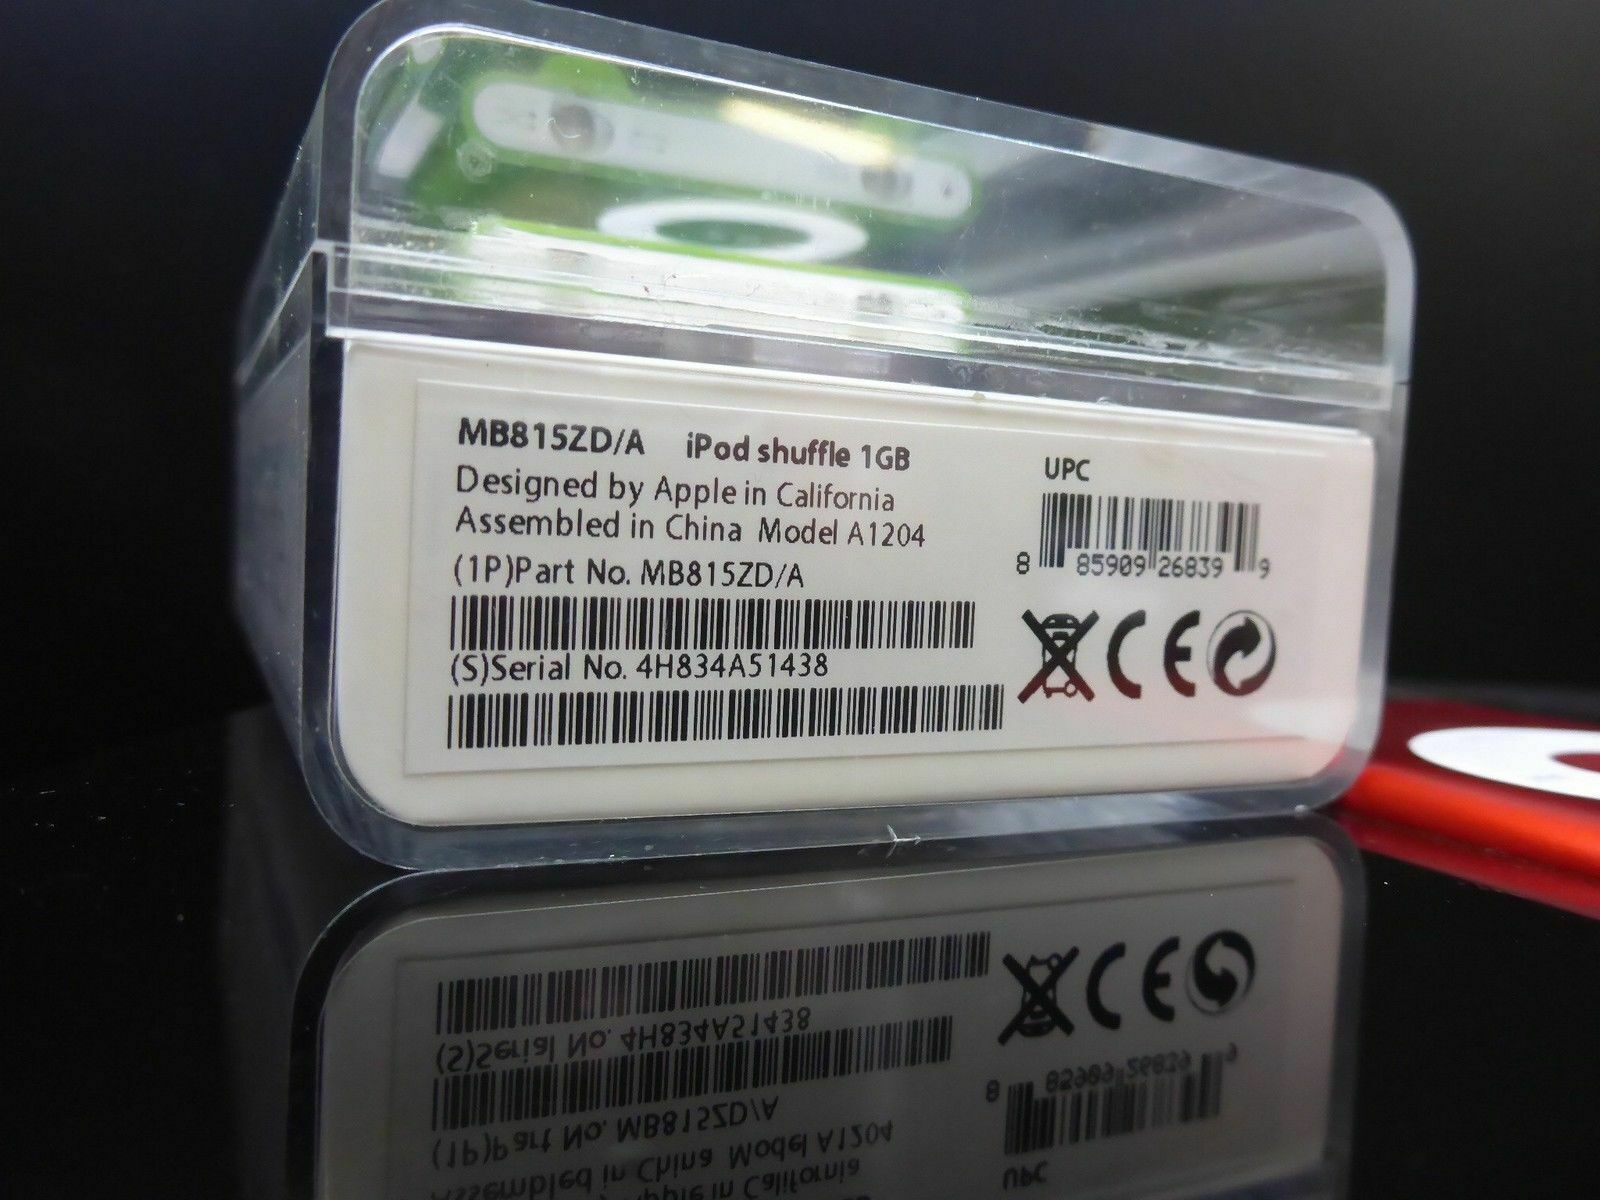 MB815ZD/A iPod shuffle 1GB
Designed by Apple in California
Assembled in China Model A1204
(1P)Part No. MB815ZD/A
(S)Serial No. 4H834A51438
UPC
8 85909 26839 9
CE